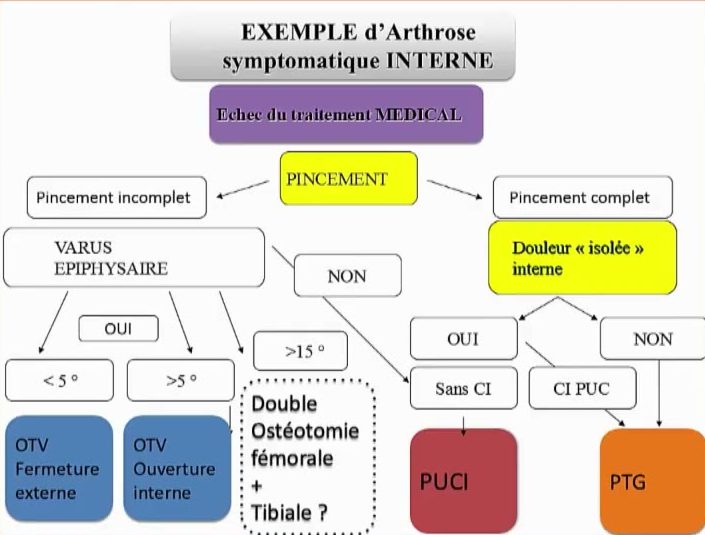 EXEMPLE d'Arthrose
symptomatique INTERNE
Echec du traitement MEDICAL
PINCEMENT
Pincement incomplet
Pincement complet
VARUS
EPIPHYSAIRE
Douleur « isolée »
interne
NON
OUI
OUI
NON
>15 °
< 5 °
>5 °
Sans CI
CI PUC
OTV
Fermeture
externe
OTV
Ouverture
interne
Double
Ostéotomie
fémorale
+
Tibiale ?
PUCI
PTG